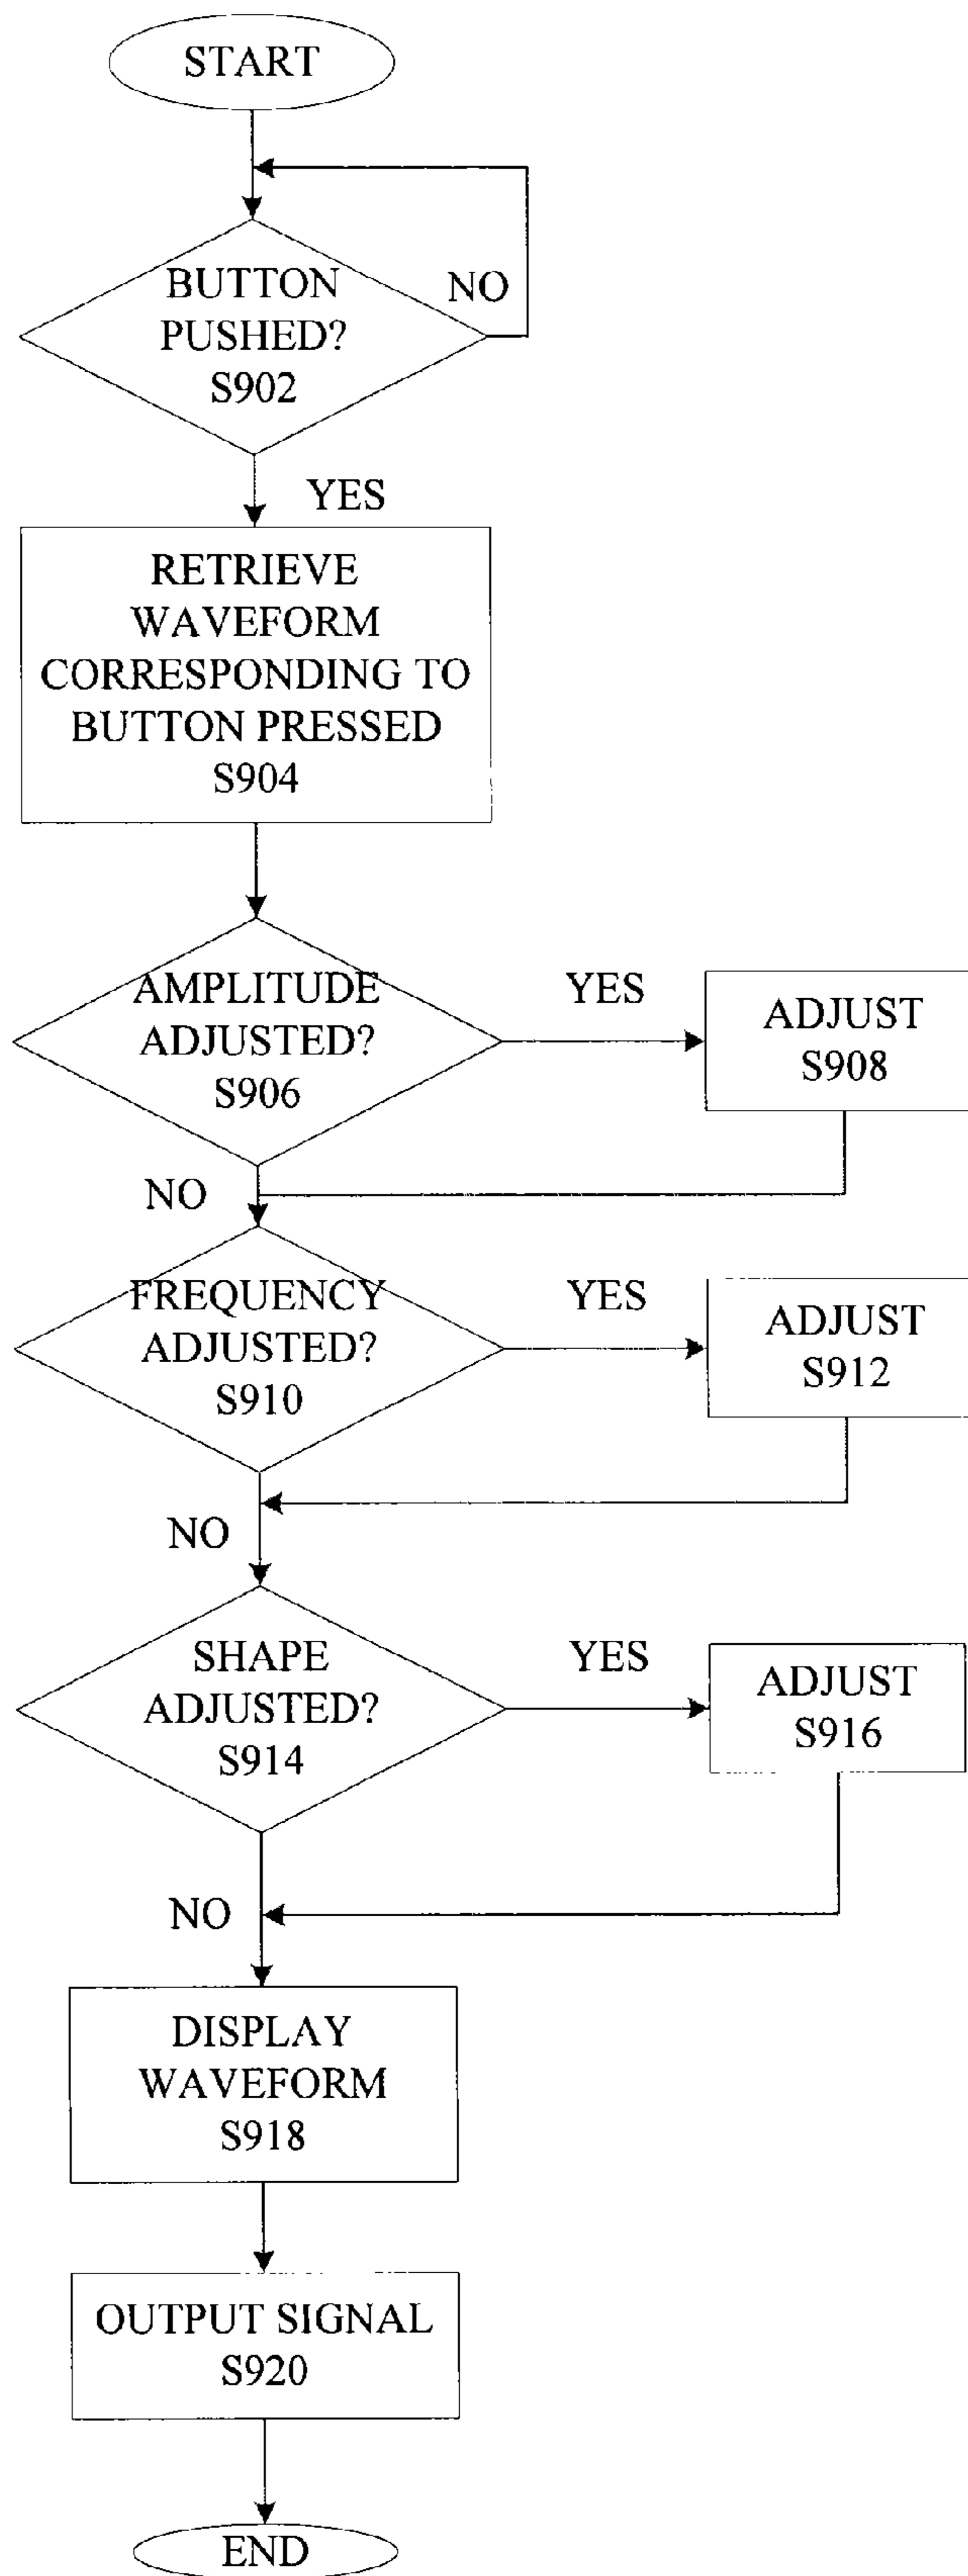 START
BUTTON
PUSHED?
S902
NO
YES
RETRIEVE
WAVEFORM
CORRESPONDING TO
BUTTON PRESSED
S904
AMPLITUDE
ADJUSTED?
S906
YES
ADJUST
S908
NO
FREQUENCY
ADJUSTED?
S910
YES
ADJUST
S912
NO
SHAPE
ADJUSTED?
S914
YES
ADJUST
S916
NO
DISPLAY
WAVEFORM
S918
OUTPUT SIGNAL
S920
END